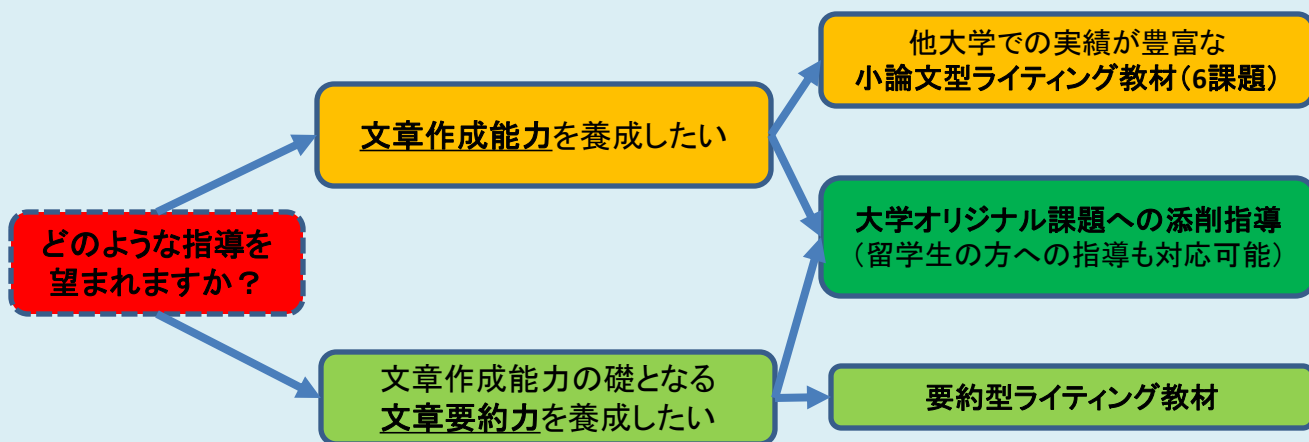 どのような指導を
望まれますか?
文章作成能力を養成したい
文章作成能力の礎となる
文章要約力を養成したい
他大学での実績が豊富な
小論文型ライティング教材(6課題)
大学オリジナル課題への添削指導
(留学生の方への指導も対応可能)
要約型ライティング教材